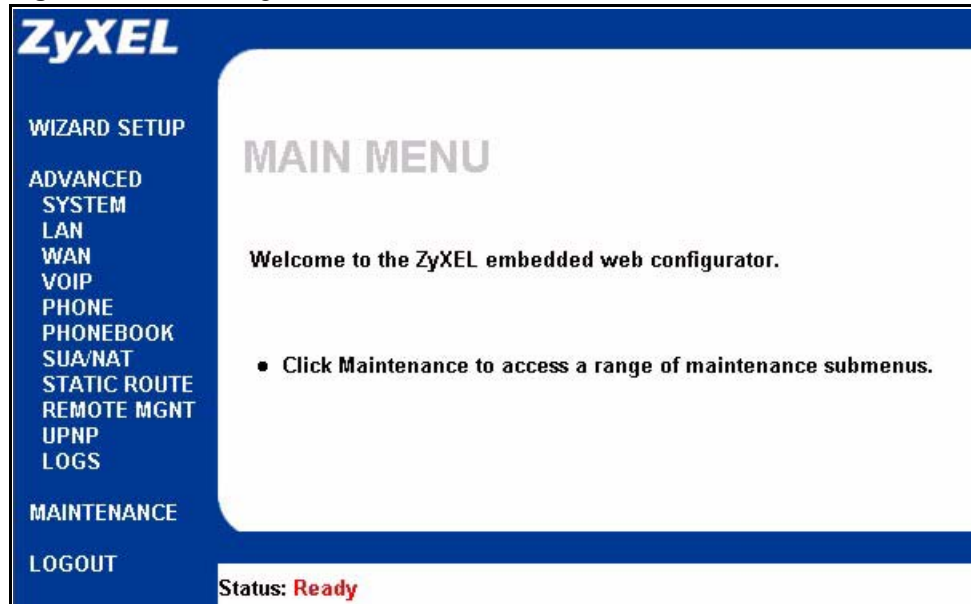 ZyXEL
WIZARD SETUP
ADVANCED
SYSTEM
LAN
WAN
VOIP
PHONE
PHONEBOOK
SUA/NAT
STATIC ROUTE
REMOTE MGNT
UPNP
LOGS
MAINTENANCE
LOGOUT
MAIN MENU
Welcome to the ZyXEL embedded web configurator.
• Click Maintenance to access a range of maintenance submenus.
Status: Ready